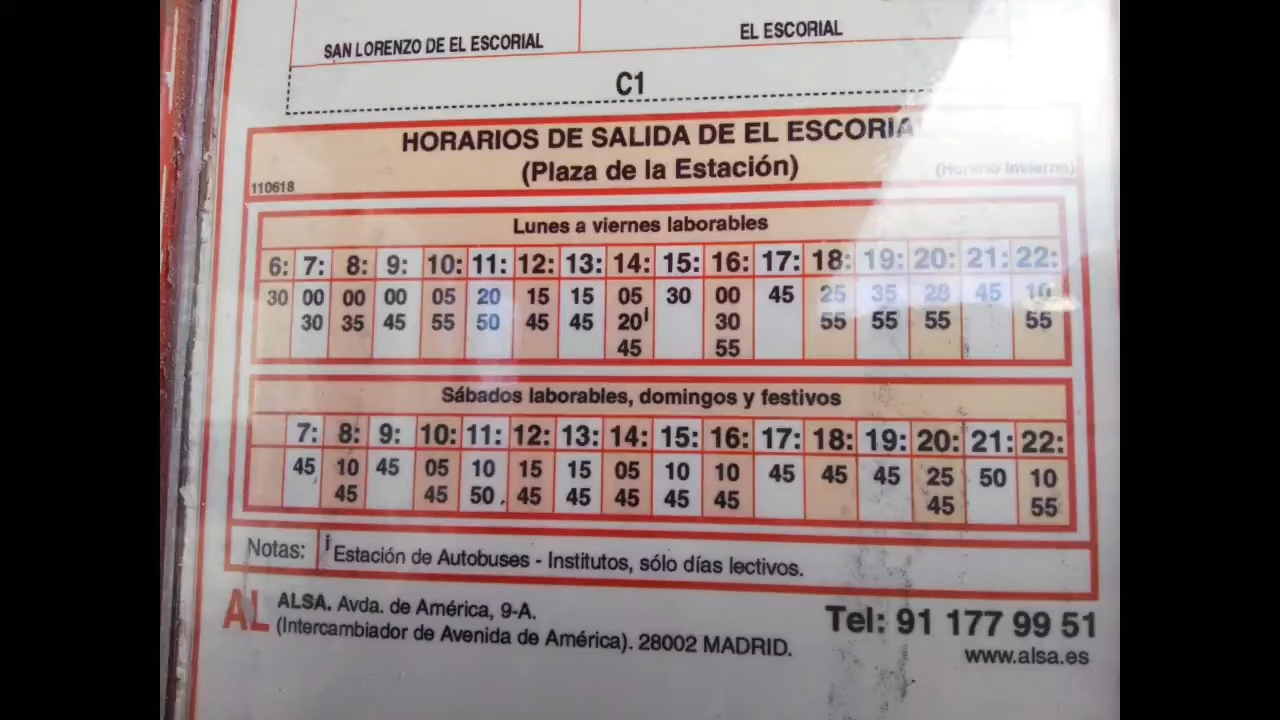 SAN LORENZO DE EL ESCORIAL EL ESCORIAL
C1
HORARIOS DE SALIDA DE EL ESCORIA
(Plaza de la Estación)
(Horario Invierno)
110618
Lunes a viernes laborables
6: 7: 8: 9: 10: 11: 12: 13: 14: 15: 16: 17: 18: 19: 20: 21: 22:
30 00 00 00 05 20 15 15 05 30 00 45 25 35 28 45 10
30 35 45 55 50 45 45 20i 30 55 55 55 55
45 55
Sábados laborables, domingos y festivos
7: 8: 9: 10: 11: 12: 13: 14: 15: 16: 17: 18: 19: 20: 21: 22:
45 10 45 05 10 15 15 05 10 10 45 45 45 25 50 10
45 45 50 45 45 45 45 45 45 55
Notas: i Estación de Autobuses - Institutos, sólo días lectivos.
AL ALSA. Avda. de América, 9-A.
(Intercambiador de Avenida de América). 28002 MADRID.
Tel: 91 177 99 51
www.alsa.es